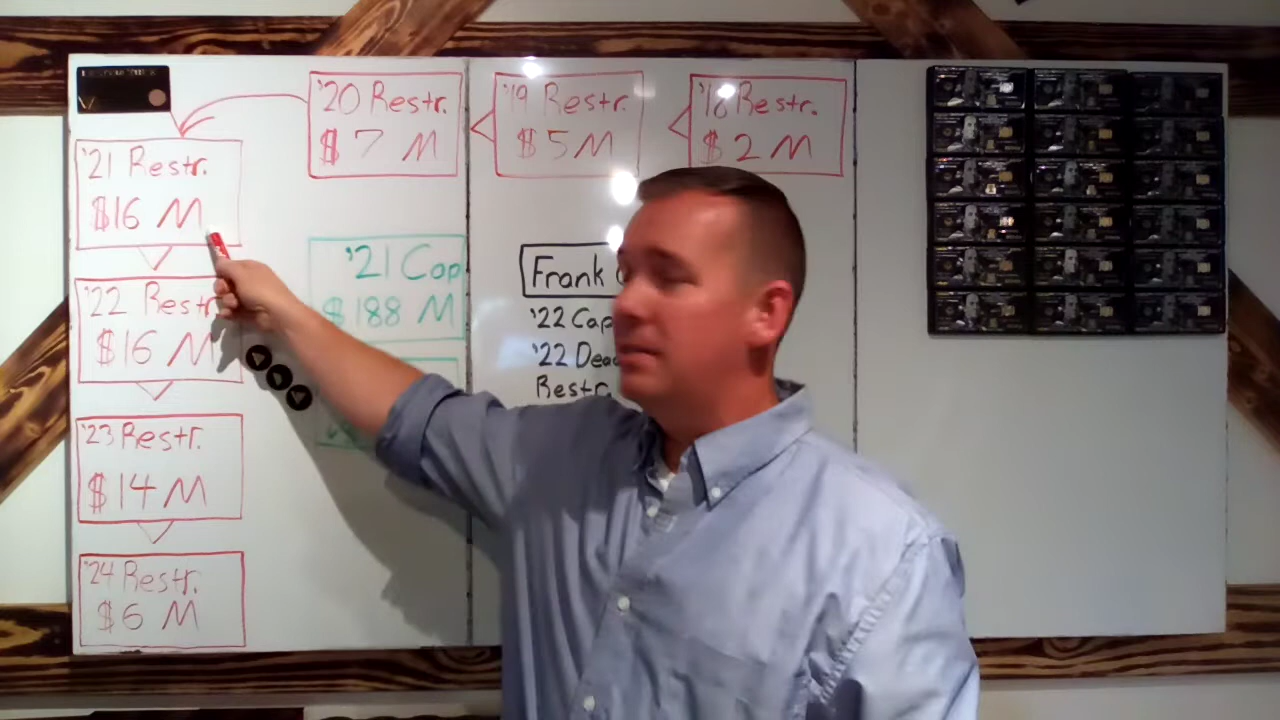 '20 Restr.
$ 7 M
'19 Restr.
$ 5 M
'18 Restr.
$ 2 M
'21 Restr.
$16 M
'22 Restr
$16 M
'23 Restr.
$14 M
'24 Restr.
$6 M
'21 Cap
$188 M
Frank
'22 Cap
'22 Dead
Restr.